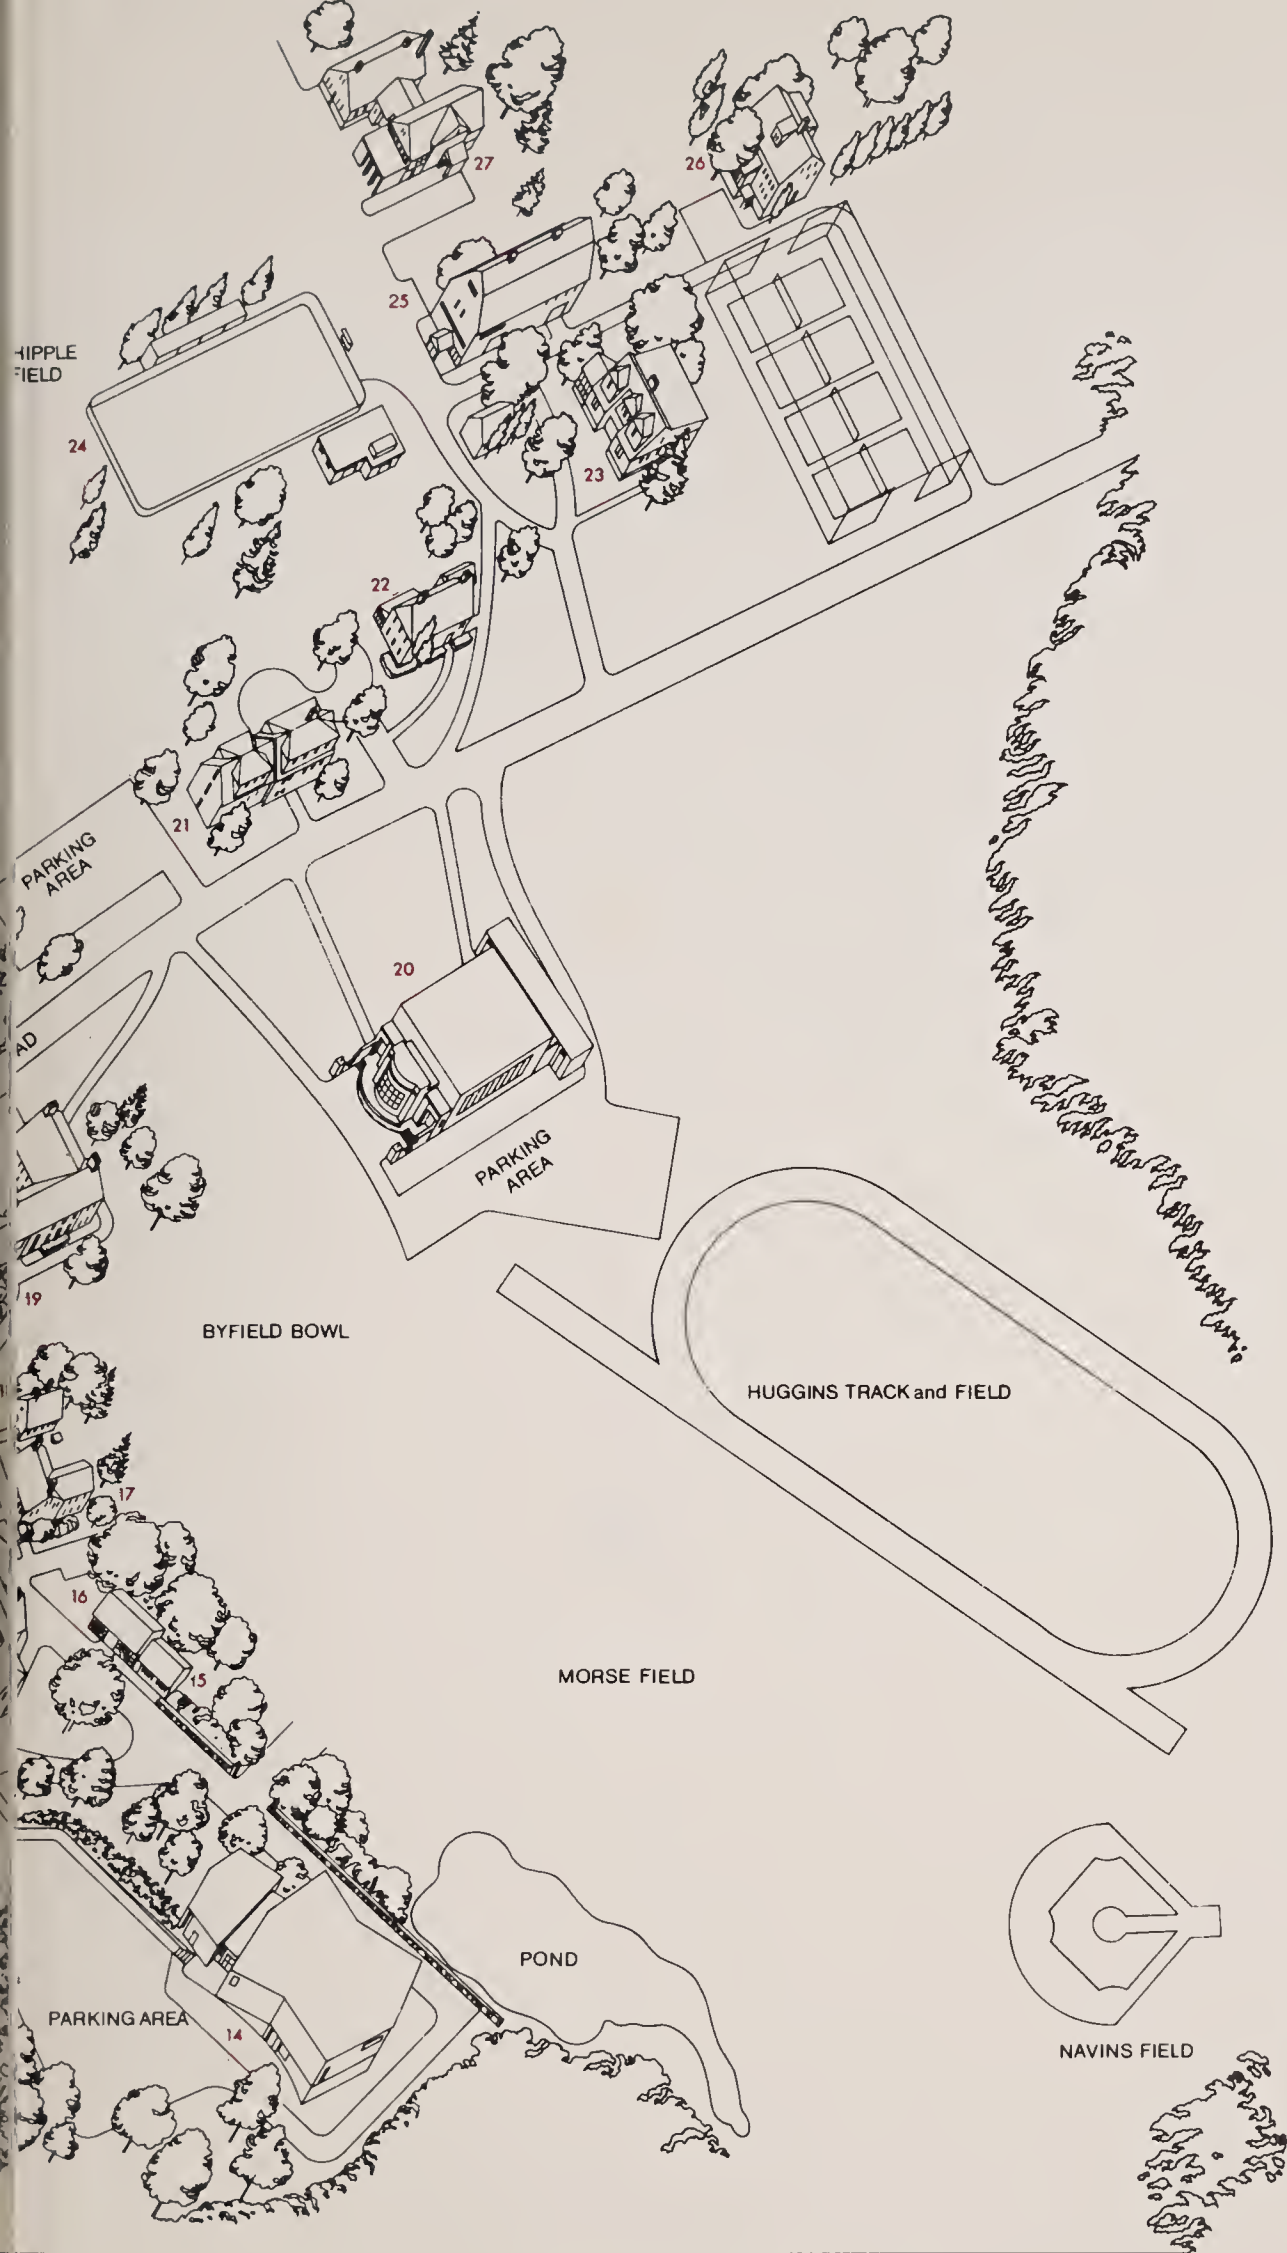 27
26
25
HIPPLE
FIELD
24
23
22
21
PARKING
AREA
20
AD
PARKING
AREA
19
BYFIELD BOWL
HUGGINS TRACK and FIELD
17
16
15
MORSE FIELD
POND
PARKING AREA
14
NAVINS FIELD